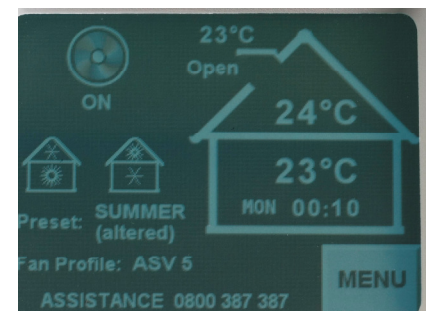 23°C
Open
ON
24°C
23°C
MON 00:10
Preset: SUMMER
(altered)
Fan Profile: ASV 5
MENU
ASSISTANCE 0800 387 387